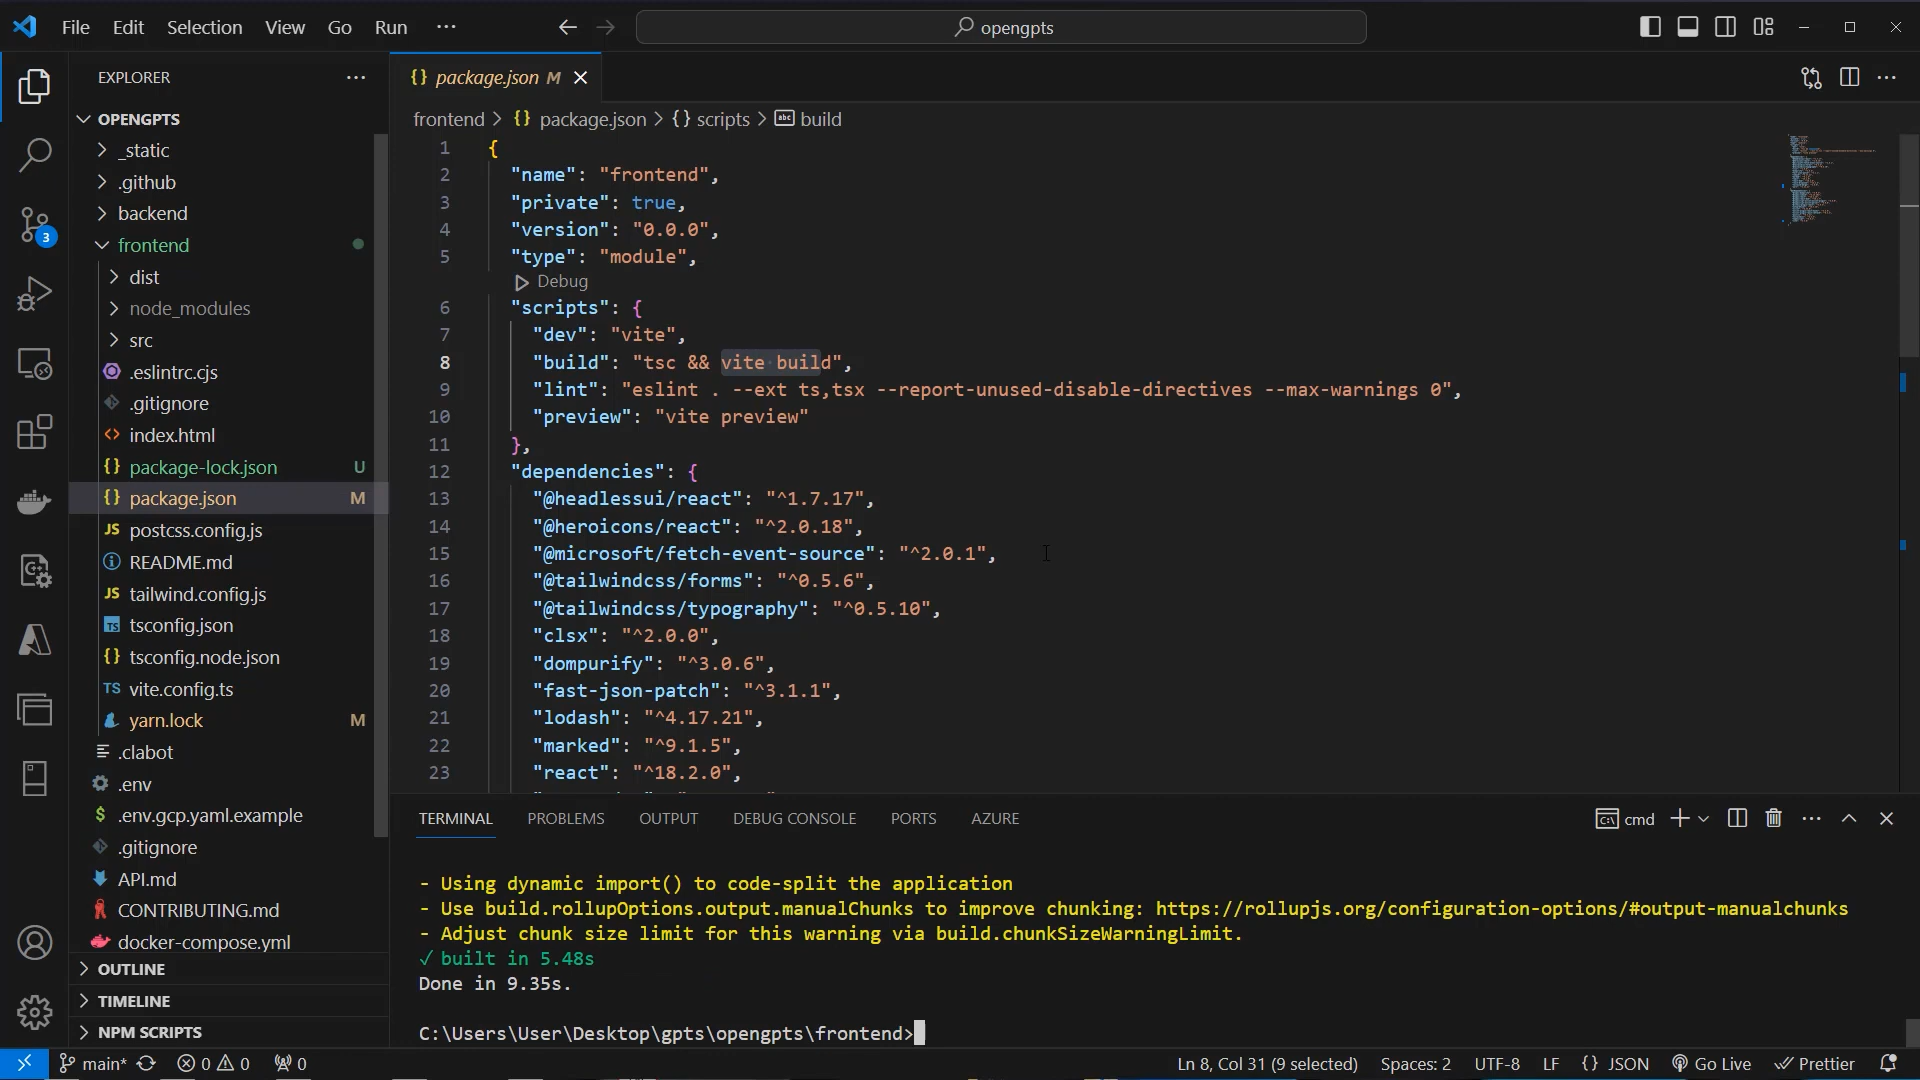 File Edit Selection View Go Run ··· opengpts
EXPLORER ···
OPENGPTS
_static
.github
backend
frontend
dist
node_modules
src
.eslintrc.cjs
.gitignore
index.html
package-lock.json U
package.json M
postcss.config.js
README.md
tailwind.config.js
tsconfig.json
tsconfig.node.json
vite.config.ts
yarn.lock M
.clabot
.env
.env.gcp.yaml.example
.gitignore
API.md
CONTRIBUTING.md
docker-compose.yml
OUTLINE
TIMELINE
NPM SCRIPTS
3
{} package.json M
frontend > {} package.json > {} scripts > abc build
1 {
2 "name": "frontend",
3 "private": true,
4 "version": "0.0.0",
5 "type": "module",
Debug
6 "scripts": {
7 "dev": "vite",
8 "build": "tsc && vite build",
9 "lint": "eslint . --ext ts,tsx --report-unused-disable-directives --max-warnings 0",
10 "preview": "vite preview"
11 },
12 "dependencies": {
13 "@headlessui/react": "^1.7.17",
14 "@heroicons/react": "^2.0.18",
15 "@microsoft/fetch-event-source": "^2.0.1",
16 "@tailwindcss/forms": "^0.5.6",
17 "@tailwindcss/typography": "^0.5.10",
18 "clsx": "^2.0.0",
19 "dompurify": "^3.0.6",
20 "fast-json-patch": "^3.1.1",
21 "lodash": "^4.17.21",
22 "marked": "^9.1.5",
23 "react": "^18.2.0",
TERMINAL PROBLEMS OUTPUT DEBUG CONSOLE PORTS AZURE cmd
- Using dynamic import() to code-split the application
- Use build.rollupOptions.output.manualChunks to improve chunking: https://rollupjs.org/configuration-options/#output-manualchunks
- Adjust chunk size limit for this warning via build.chunkSizeWarningLimit.
✓ built in 5.48s
Done in 9.35s.
C:\Users\User\Desktop\gpts\opengpts\frontend>
main* 0 0 0 Ln 8, Col 31 (9 selected) Spaces: 2 UTF-8 LF {} JSON Go Live Prettier